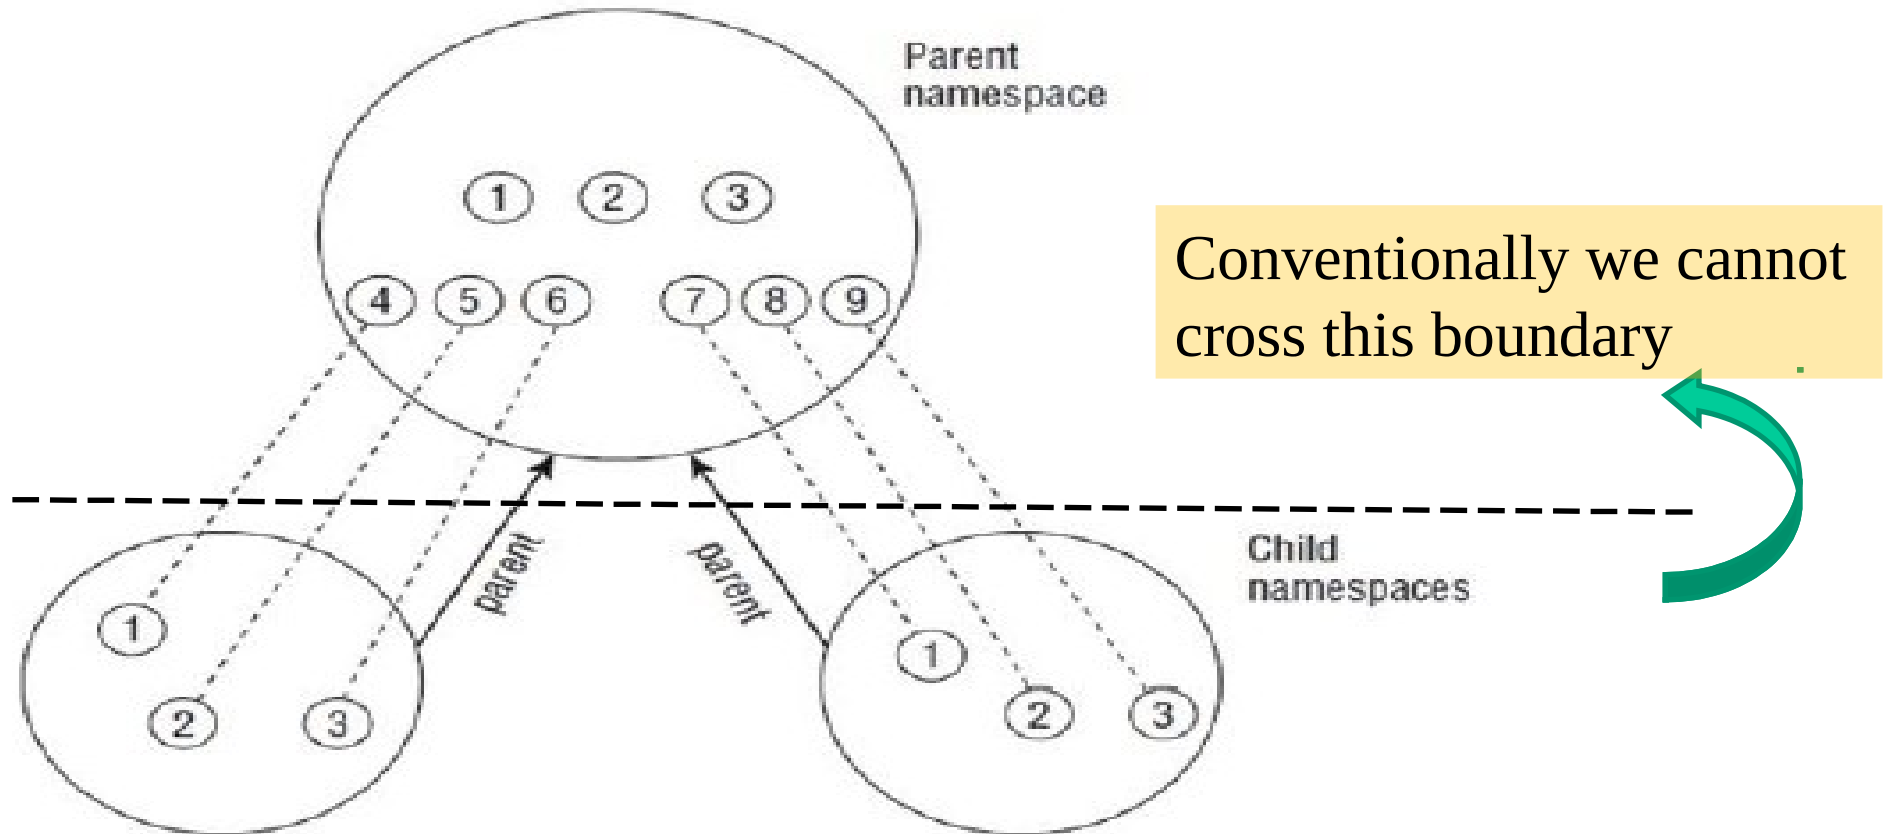 Parent
namespace
1 2 3
Conventionally we cannot
cross this boundary
4 5 6 7 8 9
parent
parent
Child
namespaces
1
2 3
1
2 3